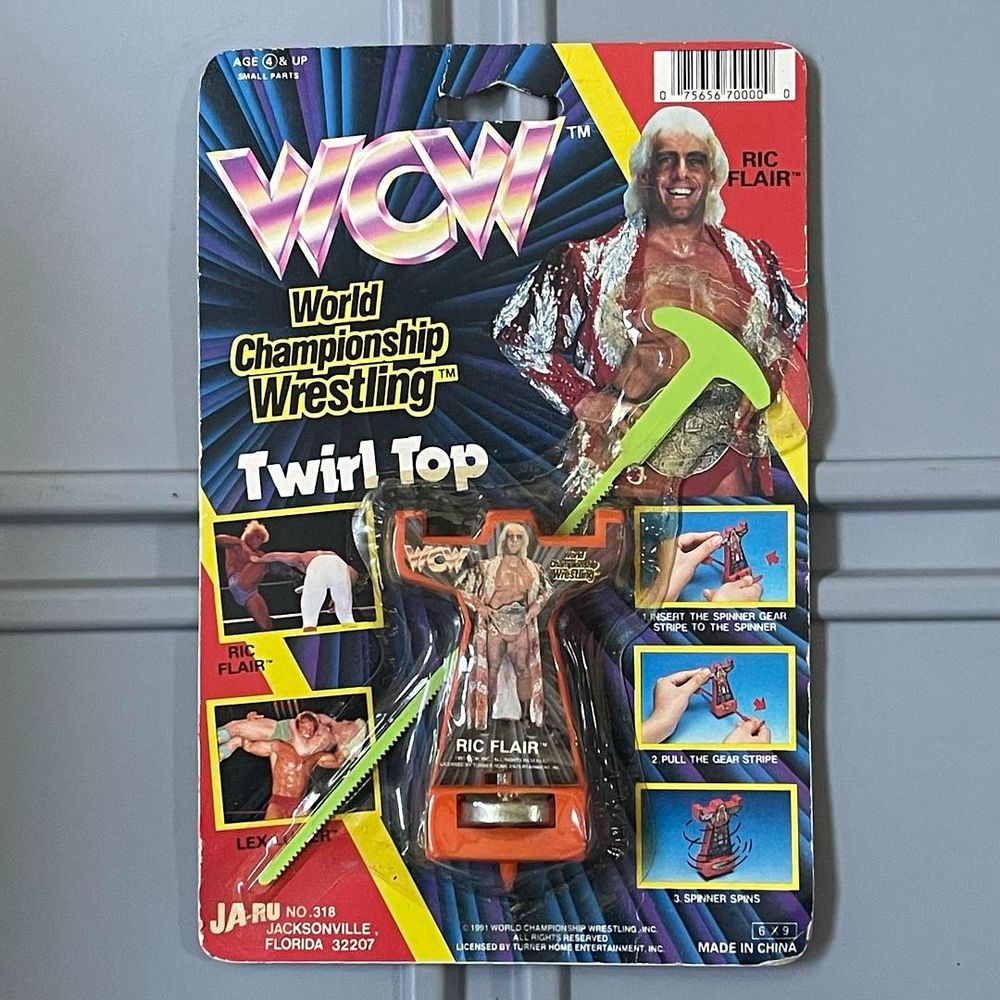 AGE 4 & UP
SMALL PARTS
0 75656 70000 0
WCW™
RIC
FLAIR™
World
Championship
Wrestling™
Twirl Top
WCW
World
Championship
Wrestling
RIC FLAIR™
RIC
FLAIR™
LEX
1. INSERT THE SPINNER GEAR
STRIPE TO THE SPINNER
2. PULL THE GEAR STRIPE
3. SPINNER SPINS
JA-RU NO.318
JACKSONVILLE,
FLORIDA 32207
© 1991 WORLD CHAMPIONSHIP WRESTLING, INC.
ALL RIGHTS RESERVED
LICENSED BY TURNER HOME ENTERTAINMENT, INC.
6 X 9
MADE IN CHINA